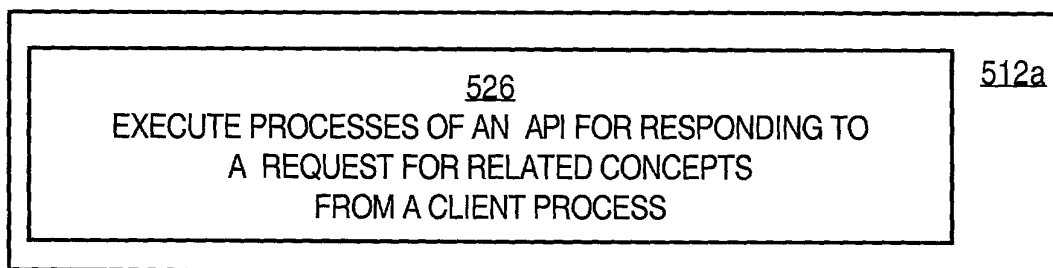 526
512a
EXECUTE PROCESSES OF AN API FOR RESPONDING TO
A REQUEST FOR RELATED CONCEPTS
FROM A CLIENT PROCESS